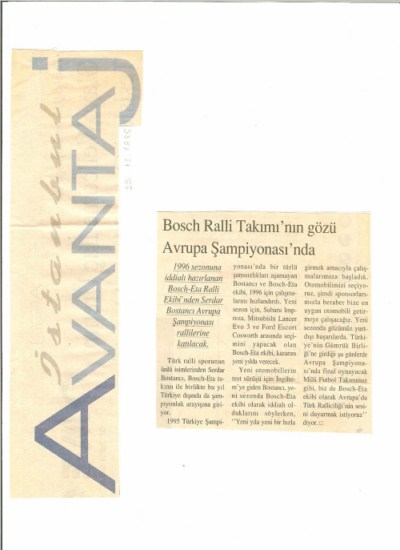 İstanbul
AVANTAJ
Bosch Ralli Takımı'nın gözü
Avrupa Şampiyonası'nda
1996 sezonuna
iddialı hazırlanan
Bosch-Eta Ralli
Ekibi'nden Serdar
Bostancı Avrupa
Şampiyonası
rallilerine
katılacak.
Türk ralli sporunun
ünlü isimlerinden Serdar
Bostancı, Bosch-Eta ta-
kımı ile birlikte bu yıl
Türkiye dışında da şam-
piyonluk arayışına giri-
yor.
1995 Türkiye Şampi-
yonası'nda bir türlü
şanssızlıkları aşamayan
Bostancı ve Bosch-Eta
ekibi, 1996 için çalışma-
larını hızlandırdı. Yeni
sezon için, Subaru Imp-
reza, Mitsubishi Lancer
Evo 3 ve Ford Escort
Cosworth arasında seçi-
mini yapacak olan
Bosch-Eta ekibi, kararını
yeni yılda verecek.
Yeni otomobillerin
test sürüşü için İngilte-
re'ye giden Bostancı, ye-
ni sezonda Bosch-Eta
ekibi olarak iddialı ol-
duklarını söylerken,
"Yeni yıla yeni bir hızla
girmek amacıyla çalış-
malarımıza başladık.
Otomobilimizi seçiyo-
ruz, şimdi sponsorları-
mızla beraber bize en
uygun otomobili getir-
meye çalışacağız. Yeni
sezonda gözümüz yurt-
dışı başarılarda. Türki-
ye'nin Gümrük Birli-
ği'ne girdiği şu günlerde
Avrupa Şampiyona-
sı'nda final oynayacak
Milli Futbol Takımımız
gibi, biz de Bosch-Eta
ekibi olarak Avrupa'da
Türk Ralliciliği'nin sesi-
ni duyurmak istiyoruz"
diyor.